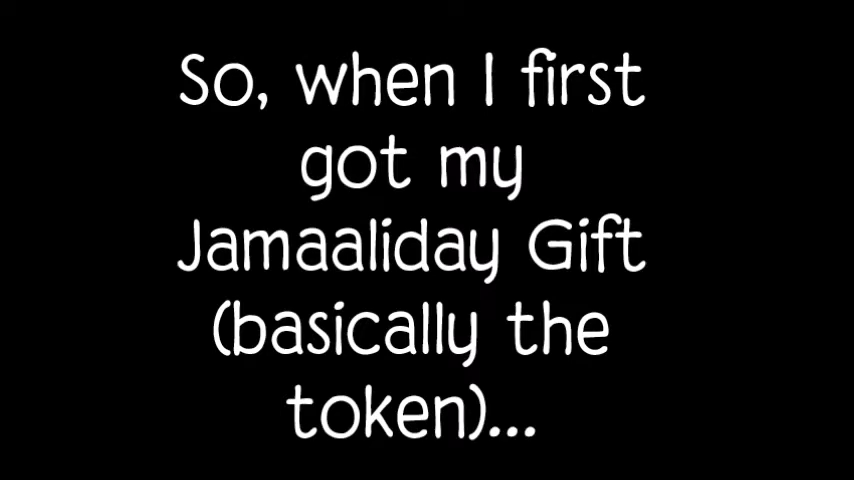 So, when I first
got my
Jamaaliday Gift
(basically the
token)...